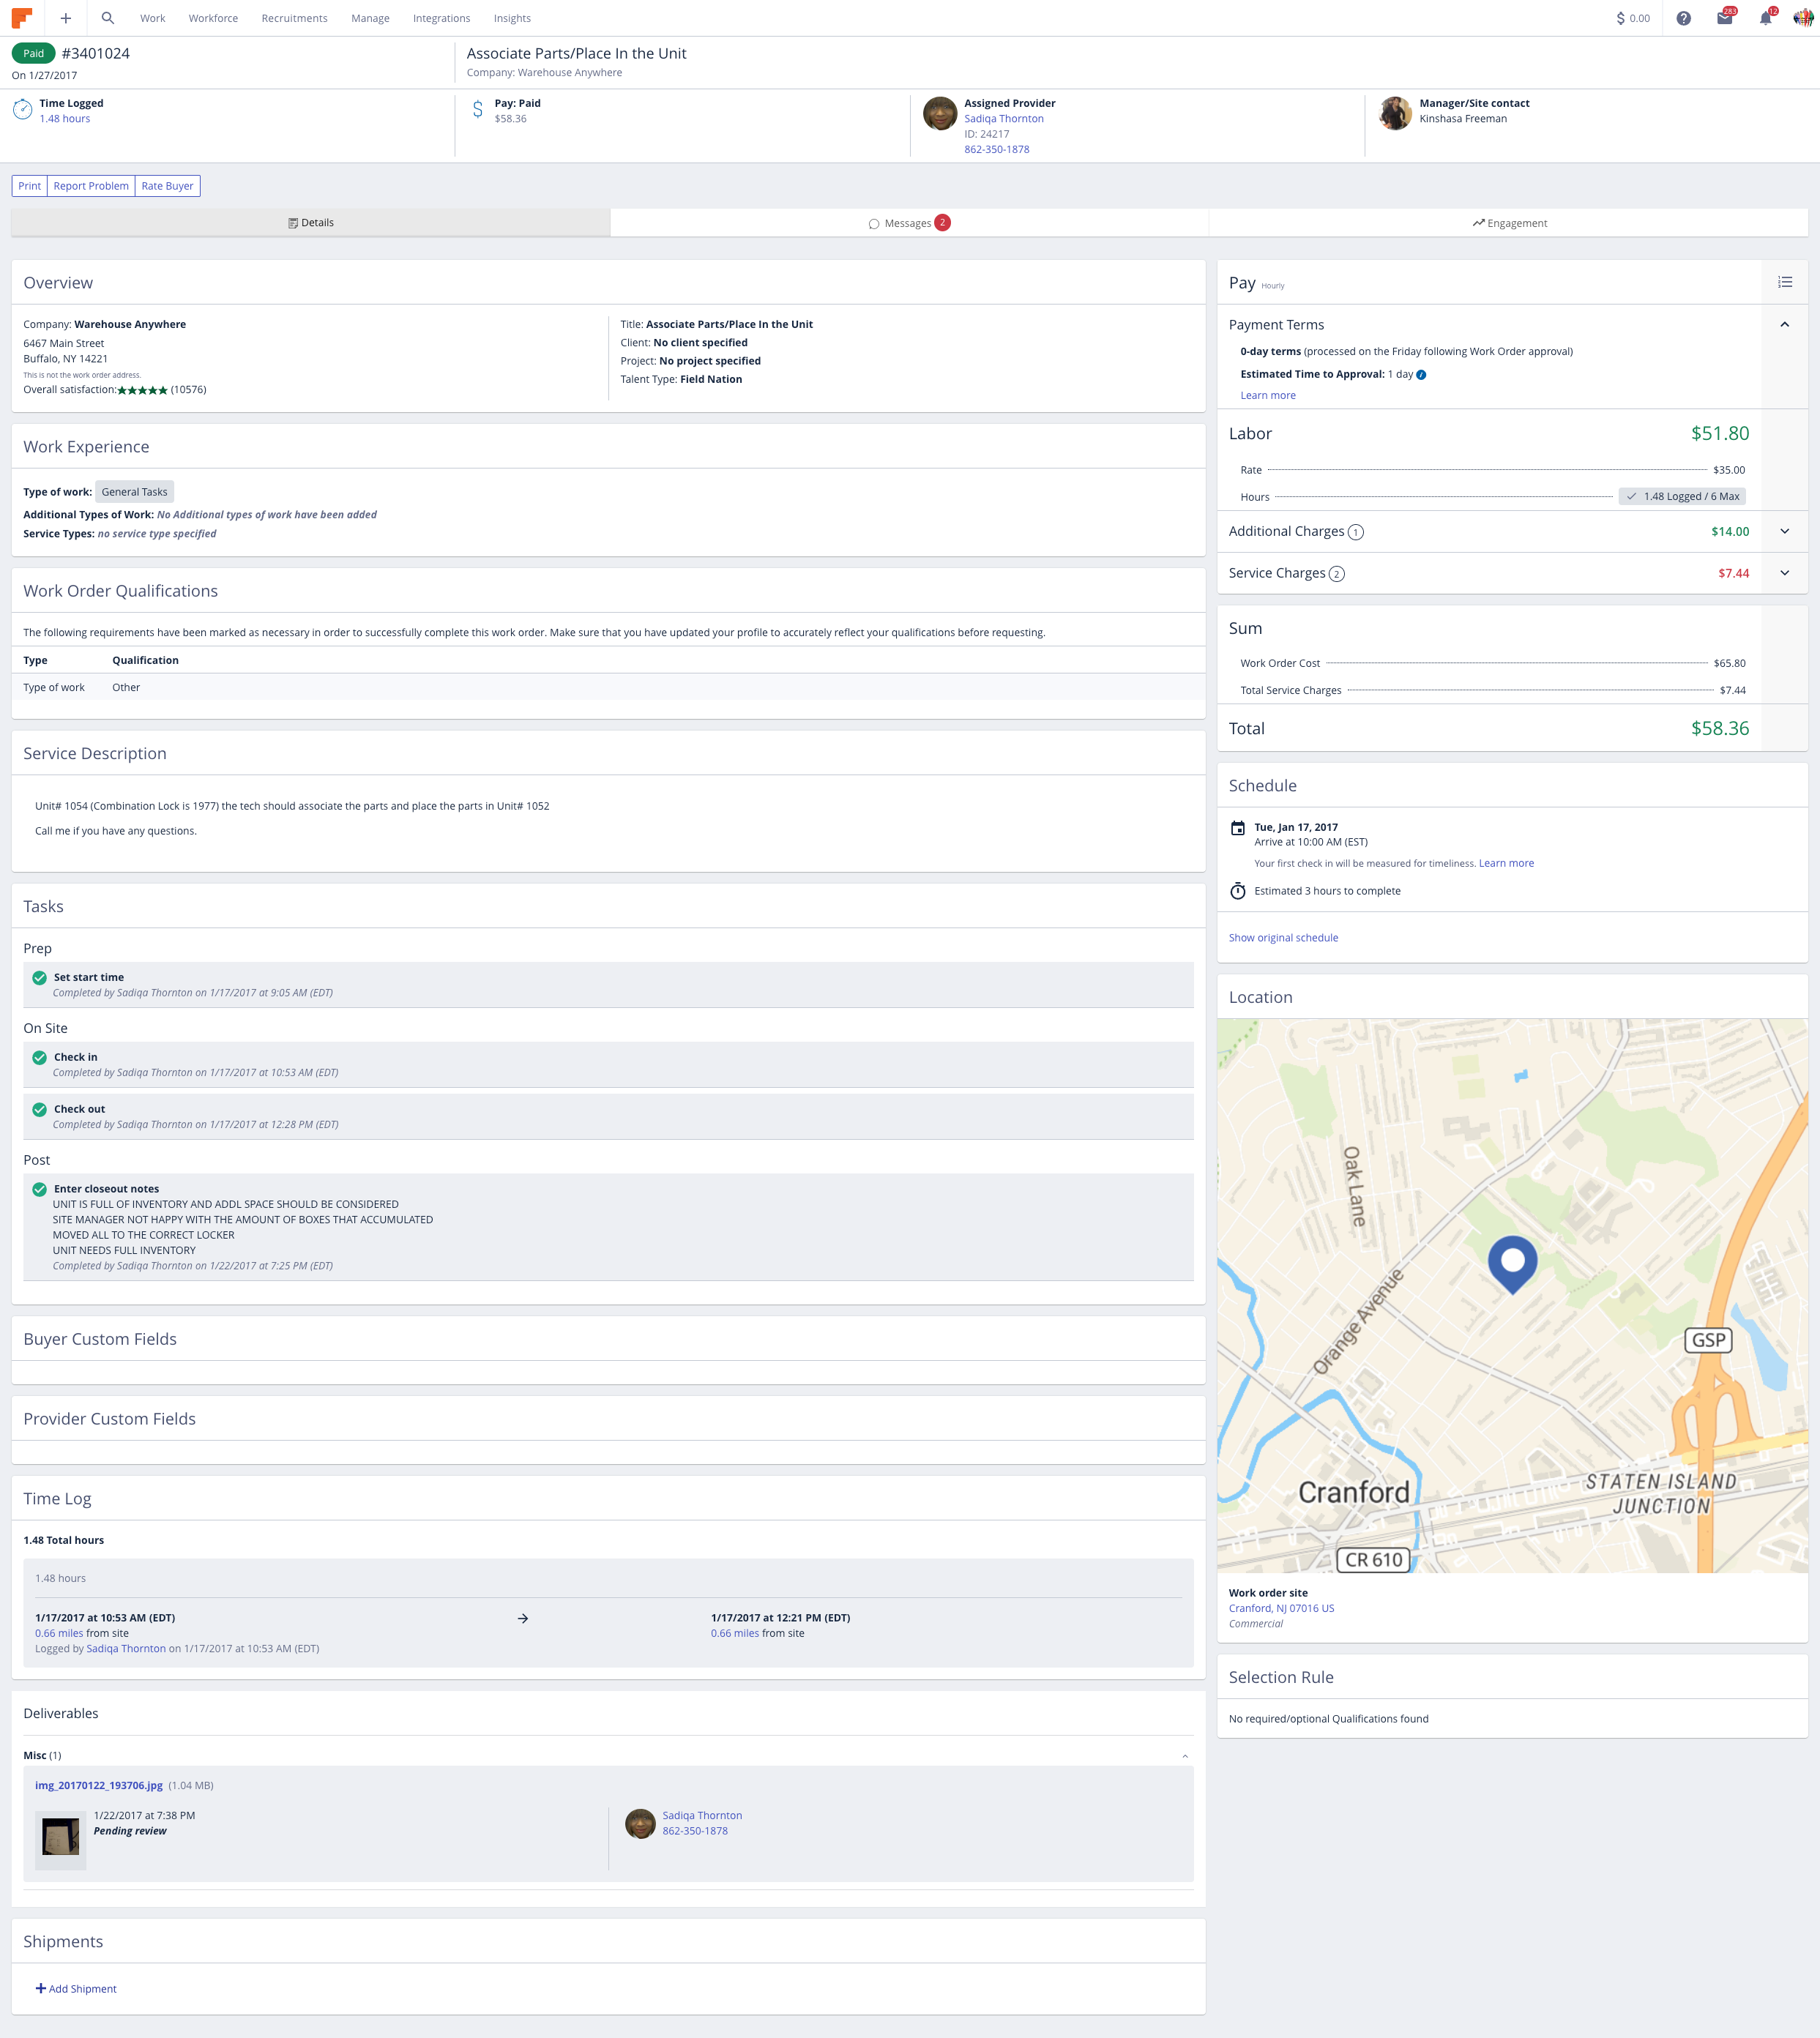 Work Workforce Recruitments Manage Integrations Insights
$ 0.00
283
12
Paid #3401024
On 1/27/2017
Associate Parts/Place In the Unit
Company: Warehouse Anywhere
Time Logged
1.48 hours
Pay: Paid
$58.36
Assigned Provider
Sadiqa Thornton
ID: 24217
862-350-1878
Manager/Site contact
Kinshasa Freeman
Print Report Problem Rate Buyer
Details
Messages 2
Engagement
Overview
Company: Warehouse Anywhere
6467 Main Street
Buffalo, NY 14221
This is not the work order address.
Overall satisfaction:★★★★★ (10576)
Title: Associate Parts/Place In the Unit
Client: No client specified
Project: No project specified
Talent Type: Field Nation
Work Experience
Type of work: General Tasks
Additional Types of Work: No Additional types of work have been added
Service Types: no service type specified
Work Order Qualifications
The following requirements have been marked as necessary in order to successfully complete this work order. Make sure that you have updated your profile to accurately reflect your qualifications before requesting.
Type Qualification
Type of work Other
Service Description
Unit# 1054 (Combination Lock is 1977) the tech should associate the parts and place the parts in Unit# 1052
Call me if you have any questions.
Tasks
Prep
Set start time
Completed by Sadiqa Thornton on 1/17/2017 at 9:05 AM (EDT)
On Site
Check in
Completed by Sadiqa Thornton on 1/17/2017 at 10:53 AM (EDT)
Check out
Completed by Sadiqa Thornton on 1/17/2017 at 12:28 PM (EDT)
Post
Enter closeout notes
UNIT IS FULL OF INVENTORY AND ADDL SPACE SHOULD BE CONSIDERED
SITE MANAGER NOT HAPPY WITH THE AMOUNT OF BOXES THAT ACCUMULATED
MOVED ALL TO THE CORRECT LOCKER
UNIT NEEDS FULL INVENTORY
Completed by Sadiqa Thornton on 1/22/2017 at 7:25 PM (EDT)
Buyer Custom Fields
Provider Custom Fields
Time Log
1.48 Total hours
1.48 hours
1/17/2017 at 10:53 AM (EDT)
0.66 miles from site
Logged by Sadiqa Thornton on 1/17/2017 at 10:53 AM (EDT)
1/17/2017 at 12:21 PM (EDT)
0.66 miles from site
Deliverables
Misc (1)
img_20170122_193706.jpg (1.04 MB)
1/22/2017 at 7:38 PM
Pending review
Sadiqa Thornton
862-350-1878
Shipments
Add Shipment
Pay Hourly
Payment Terms
0-day terms (processed on the Friday following Work Order approval)
Estimated Time to Approval: 1 day
Learn more
Labor $51.80
Rate $35.00
Hours 1.48 Logged / 6 Max
Additional Charges 1 $14.00
Service Charges 2 $7.44
Sum
Work Order Cost $65.80
Total Service Charges $7.44
Total $58.36
Schedule
Tue, Jan 17, 2017
Arrive at 10:00 AM (EST)
Your first check in will be measured for timeliness. Learn more
Estimated 3 hours to complete
Show original schedule
Location
Oak Lane
Orange Avenue
GSP
Cranford
STATEN ISLAND
JUNCTION
CR 610
Work order site
Cranford, NJ 07016 US
Commercial
Selection Rule
No required/optional Qualifications found